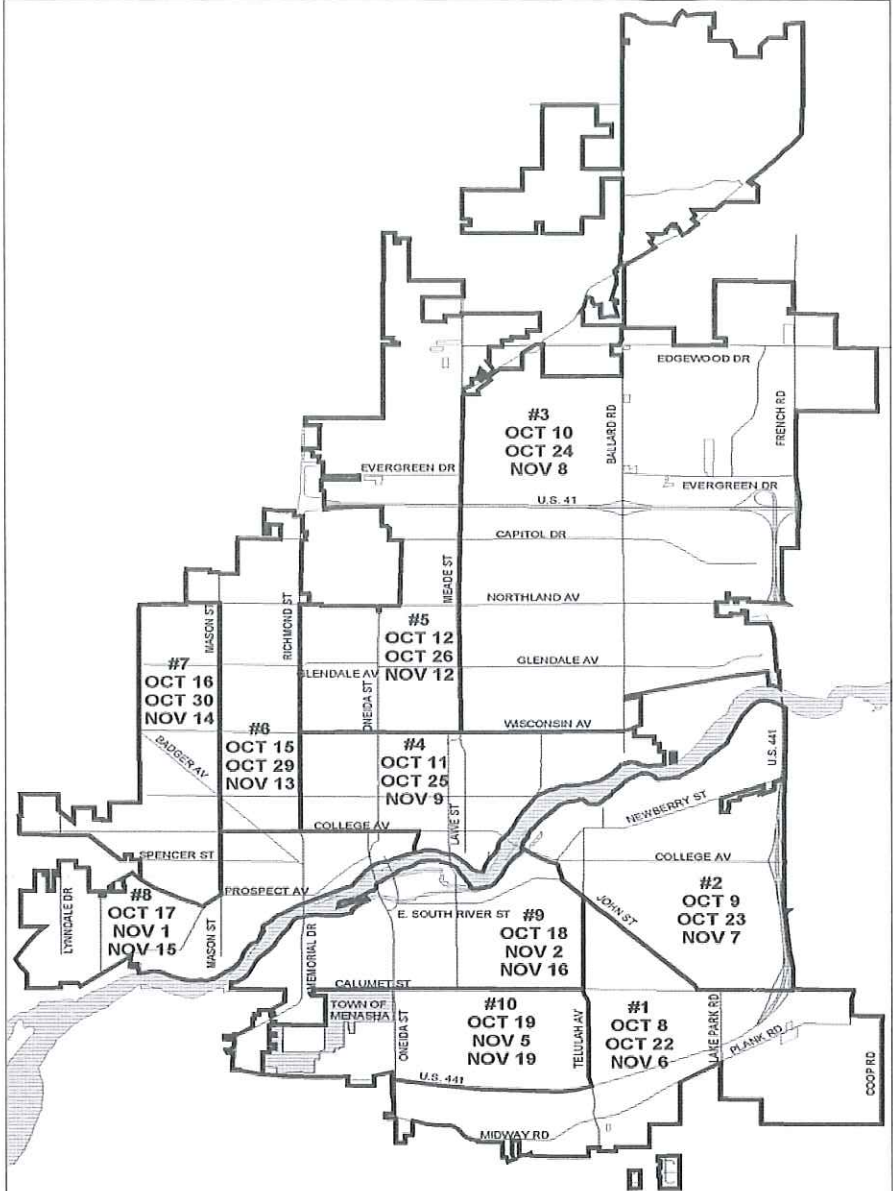 EDGEWOOD DR
#3
OCT 10
OCT 24
NOV 8
BALLARD RD
FRENCH RD
EVERGREEN DR
EVERGREEN DR
U.S. 41
CAPITOL DR
MEADE ST
NORTHLAND AV
MASON ST
RICHMOND ST
#5
OCT 12
OCT 26
NOV 12
GLENDALE AV
GLENDALE AV
ONEIDA ST
#7
OCT 16
OCT 30
NOV 14
WISCONSIN AV
#6
OCT 15
OCT 29
NOV 13
BADGER AV
#4
OCT 11
OCT 25
NOV 9
LAWE ST
U.S. 441
NEWBERRY ST
COLLEGE AV
COLLEGE AV
SPENCER ST
PROSPECT AV
#8
OCT 17
NOV 1
NOV 15
LYNNDALE DR
MASON ST
MEMORIAL DR
E. SOUTH RIVER ST
#9
OCT 18
NOV 2
NOV 16
JOHN ST
#2
OCT 9
OCT 23
NOV 7
CALUMET ST
TOWN OF
MENASHA
ONEIDA ST
#10
OCT 19
NOV 5
NOV 19
TELULAH AV
#1
OCT 8
OCT 22
NOV 6
LAKE PARK RD
PLANK RD
COOP RD
U.S. 441
MIDWAY RD